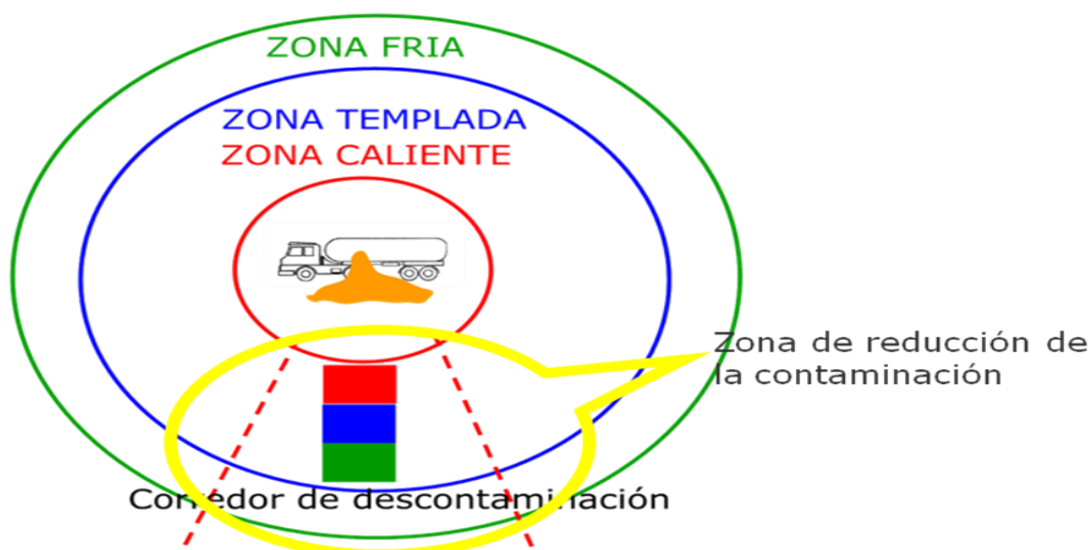 ZONA FRIA
ZONA TEMPLADA
ZONA CALIENTE
Zona de reducción de
la contaminación
Corredor de descontaminación